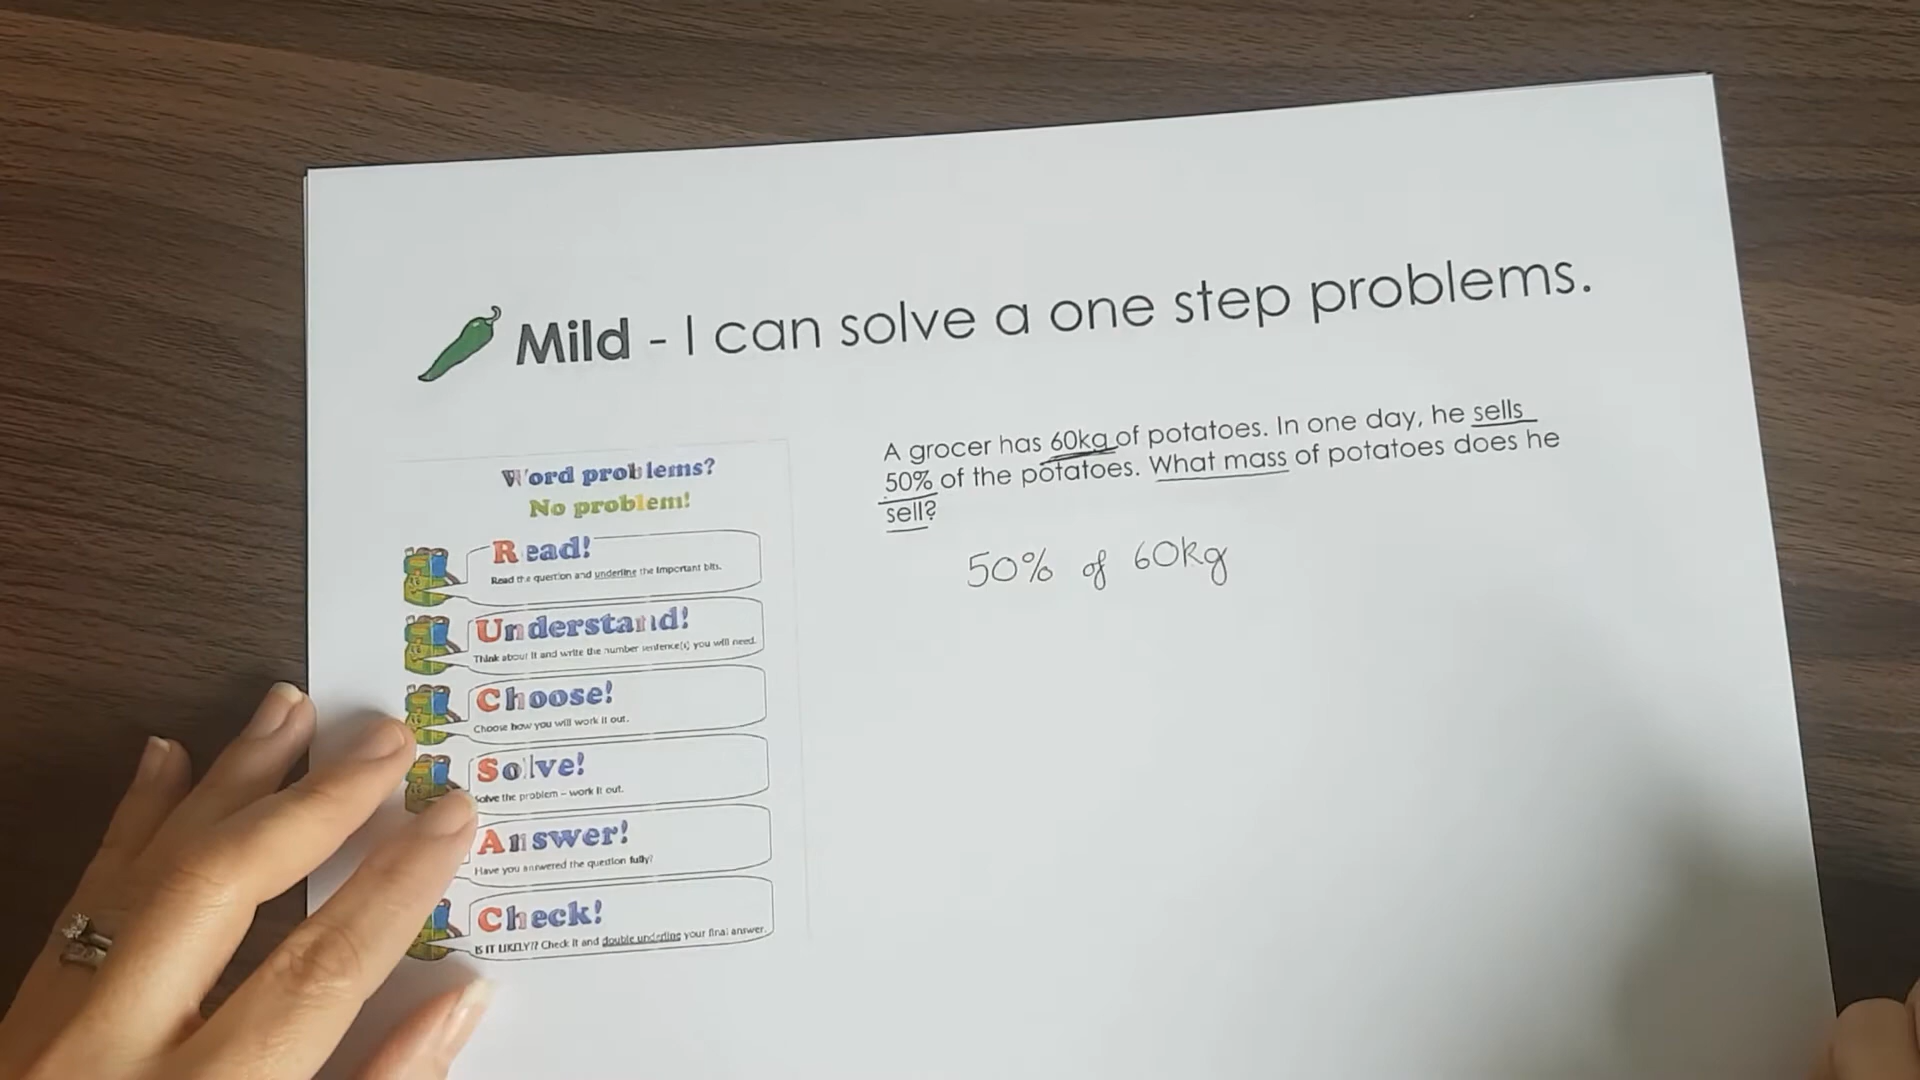 Mild - I can solve a one step problems.
Word problems?
No problem!
Read!
Read the question and underline the important bits.
Understand!
Think about it and write the number sentence(s) you will need.
Choose!
Choose how you will work it out.
Solve!
Solve the problem – work it out.
Answer!
Have you answered the question fully?
Check!
IS IT LIKELY?? Check it and double underline your final answer.
A grocer has 60kg of potatoes. In one day, he sells
50% of the potatoes. What mass of potatoes does he
sell?
50% of 60kg